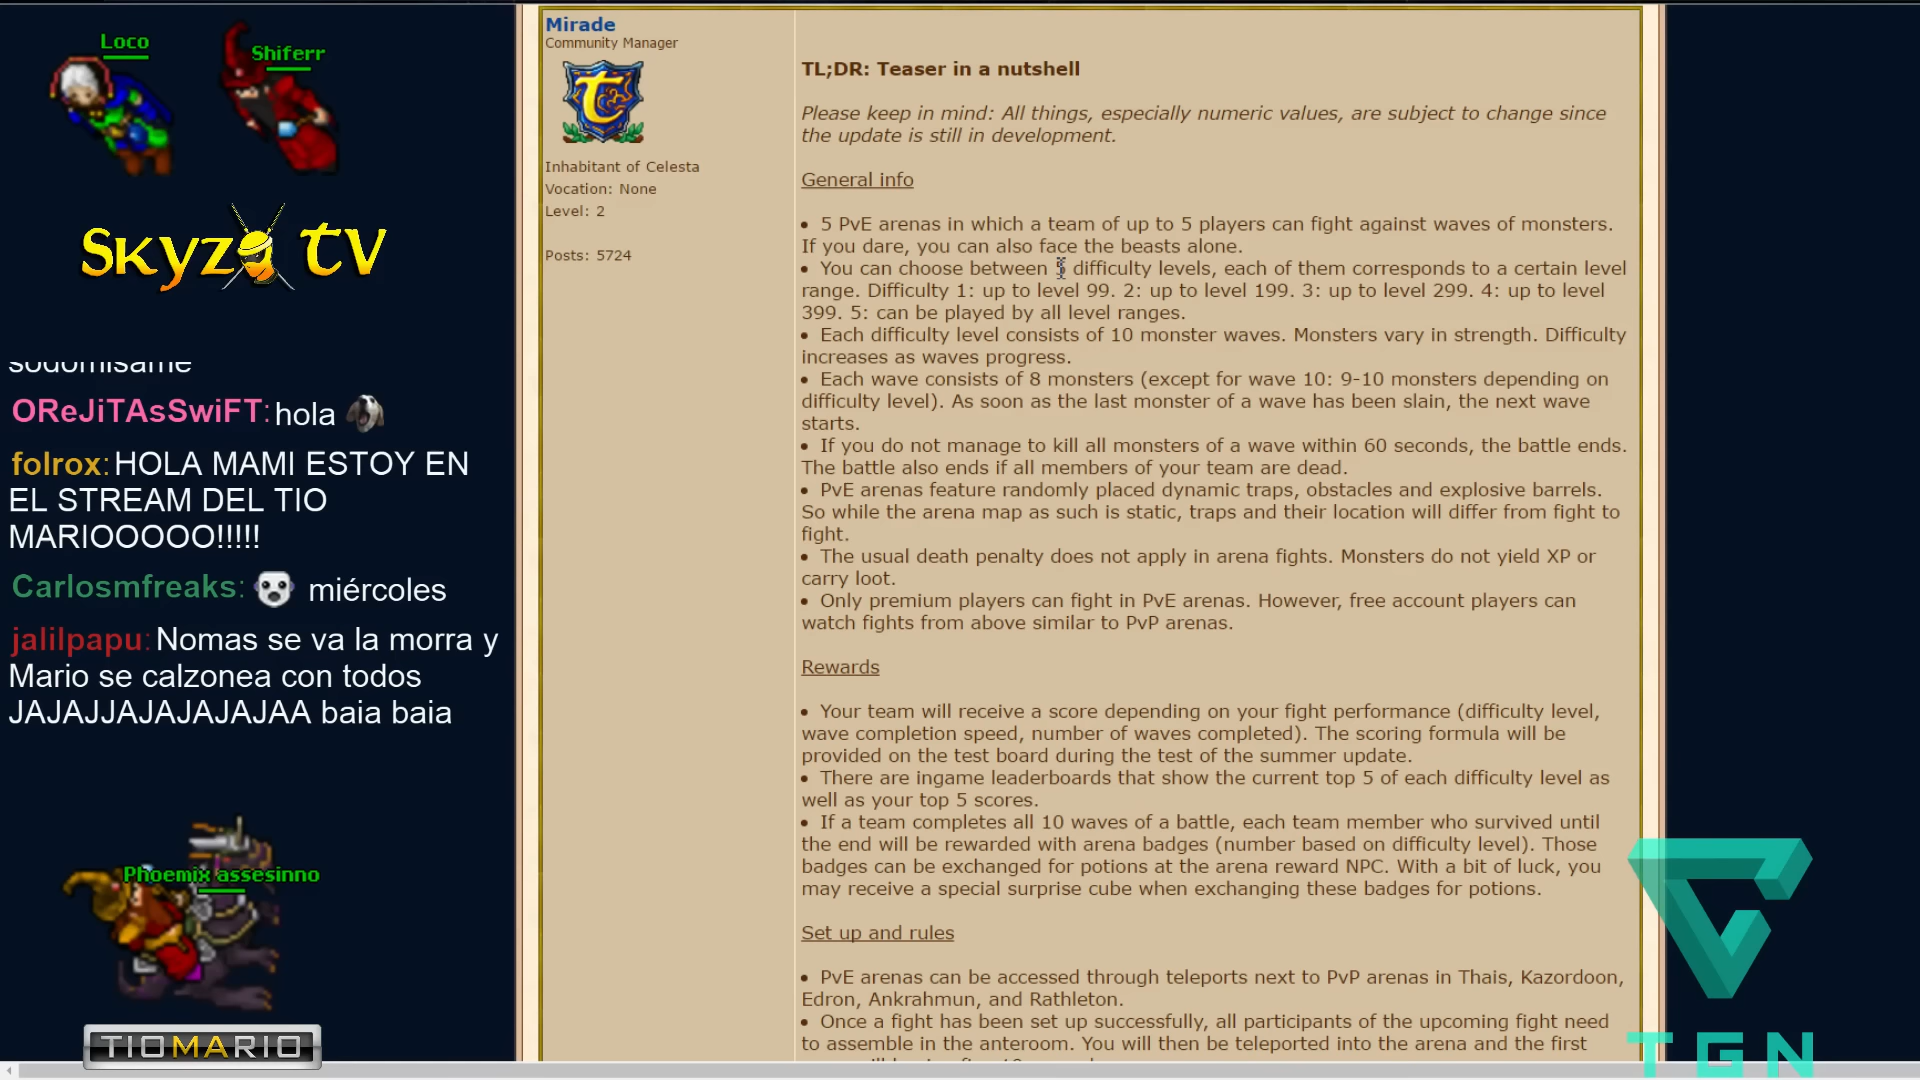 Loco
Shiferr
SKYZO TV
sodomisame
OReJiTAsSwiFT: hola
folrox: HOLA MAMI ESTOY EN
EL STREAM DEL TIO
MARIOOOOO!!!!!
Carlosmfreaks: miércoles
jalilpapu: Nomas se va la morra y
Mario se calzonea con todos
JAJAJJAJAJAJAJAA baia baia
Phoemix assesinno
TIOMARIO
Mirade
Community Manager
Inhabitant of Celesta
Vocation: None
Level: 2
Posts: 5724
TL;DR: Teaser in a nutshell
Please keep in mind: All things, especially numeric values, are subject to change since
the update is still in development.
General info
• 5 PvE arenas in which a team of up to 5 players can fight against waves of monsters.
If you dare, you can also face the beasts alone.
• You can choose between 5 difficulty levels, each of them corresponds to a certain level
range. Difficulty 1: up to level 99. 2: up to level 199. 3: up to level 299. 4: up to level
399. 5: can be played by all level ranges.
• Each difficulty level consists of 10 monster waves. Monsters vary in strength. Difficulty
increases as waves progress.
• Each wave consists of 8 monsters (except for wave 10: 9-10 monsters depending on
difficulty level). As soon as the last monster of a wave has been slain, the next wave
starts.
• If you do not manage to kill all monsters of a wave within 60 seconds, the battle ends.
The battle also ends if all members of your team are dead.
• PvE arenas feature randomly placed dynamic traps, obstacles and explosive barrels.
So while the arena map as such is static, traps and their location will differ from fight to
fight.
• The usual death penalty does not apply in arena fights. Monsters do not yield XP or
carry loot.
• Only premium players can fight in PvE arenas. However, free account players can
watch fights from above similar to PvP arenas.
Rewards
• Your team will receive a score depending on your fight performance (difficulty level,
wave completion speed, number of waves completed). The scoring formula will be
provided on the test board during the test of the summer update.
• There are ingame leaderboards that show the current top 5 of each difficulty level as
well as your top 5 scores.
• If a team completes all 10 waves of a battle, each team member who survived until
the end will be rewarded with arena badges (number based on difficulty level). Those
badges can be exchanged for potions at the arena reward NPC. With a bit of luck, you
may receive a special surprise cube when exchanging these badges for potions.
Set up and rules
• PvE arenas can be accessed through teleports next to PvP arenas in Thais, Kazordoon,
Edron, Ankrahmun, and Rathleton.
• Once a fight has been set up successfully, all participants of the upcoming fight need
to assemble in the anteroom. You will then be teleported into the arena and the first
TGN